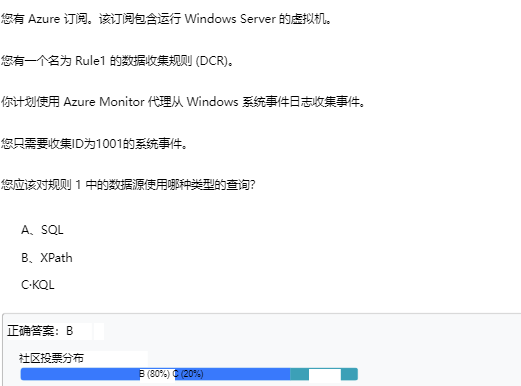 您有 Azure 订阅。该订阅包含运行 Windows Server 的虚拟机。
您有一个名为 Rule1 的数据收集规则 (DCR)。
你计划使用 Azure Monitor 代理从 Windows 系统事件日志收集事件。
您只需要收集ID为1001的系统事件。
您应该对规则 1 中的数据源使用哪种类型的查询?
A、SQL
B、XPath
C·KQL
正确答案：B
社区投票分布
B (80%) C (20%)